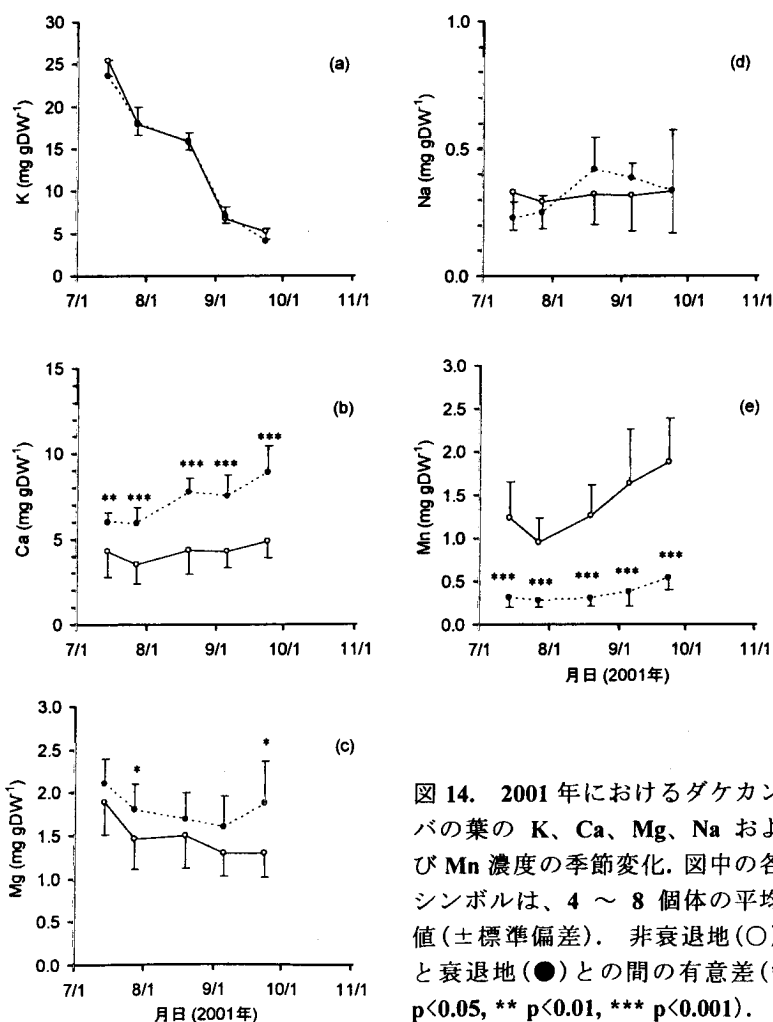 30
25
20
15
10
5
0
K (mg gDW⁻¹)
(a)
7/1 8/1 9/1 10/1 11/1
1.0
0.5
0.0
Na (mg gDW⁻¹)
(d)
7/1 8/1 9/1 10/1 11/1
15
10
5
0
Ca (mg gDW⁻¹)
(b)
** *** *** *** ***
7/1 8/1 9/1 10/1 11/1
3.0
2.5
2.0
1.5
1.0
0.5
0.0
Mn (mg gDW⁻¹)
(e)
*** *** *** *** ***
7/1 8/1 9/1 10/1 11/1
月日 (2001年)
3.0
2.5
2.0
1.5
1.0
0.5
0.0
Mg (mg gDW⁻¹)
(c)
* *
7/1 8/1 9/1 10/1 11/1
月日 (2001年)
図 14. 2001 年におけるダケカン
バの葉の K、Ca、Mg、Na およ
び Mn 濃度の季節変化. 図中の各
シンボルは、4 ～ 8 個体の平均
値(±標準偏差). 非衰退地(○)
と衰退地(●)との間の有意差(*
p<0.05, ** p<0.01, *** p<0.001).